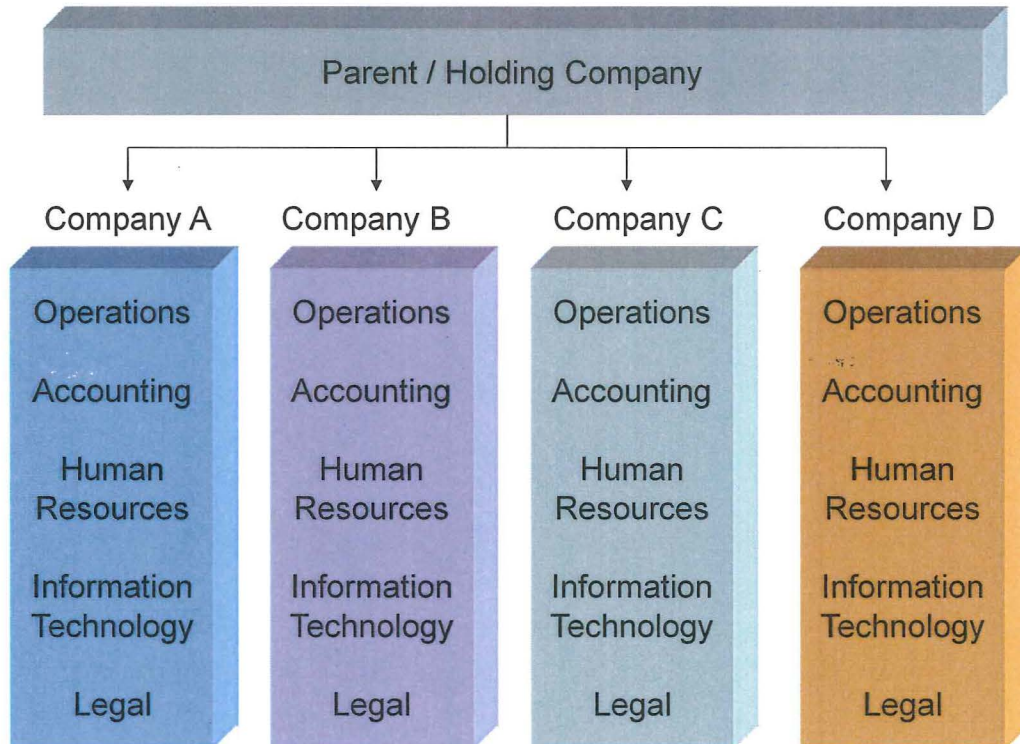 Parent / Holding Company
Company A
Company B
Company C
Company D
Operations
Accounting
Human
Resources
Information
Technology
Legal
Operations
Accounting
Human
Resources
Information
Technology
Legal
Operations
Accounting
Human
Resources
Information
Technology
Legal
Operations
Accounting
Human
Resources
Information
Technology
Legal